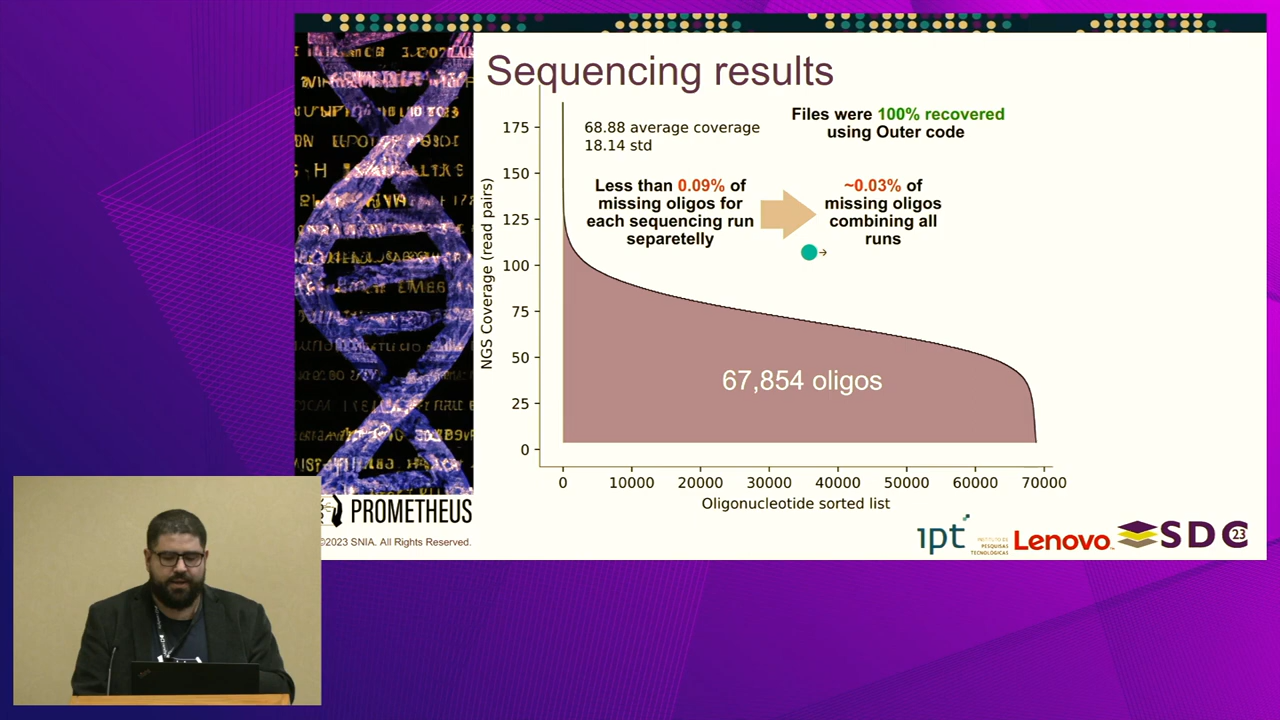 Sequencing results
175
150
125
100
75
50
25
0
NGS Coverage (read pairs)
68.88 average coverage
18.14 std
Files were 100% recovered
using Outer code
Less than 0.09% of
missing oligos for
each sequencing run
separetelly
~0.03% of
missing oligos
combining all
runs
67,854 oligos
0 10000 20000 30000 40000 50000 60000 70000
Oligonucleotide sorted list
PROMETHEUS
©2023 SNIA. All Rights Reserved.
ipt
INSTITUTO DE
PESQUISAS
TECNOLÓGICAS
Lenovo
SDC
23